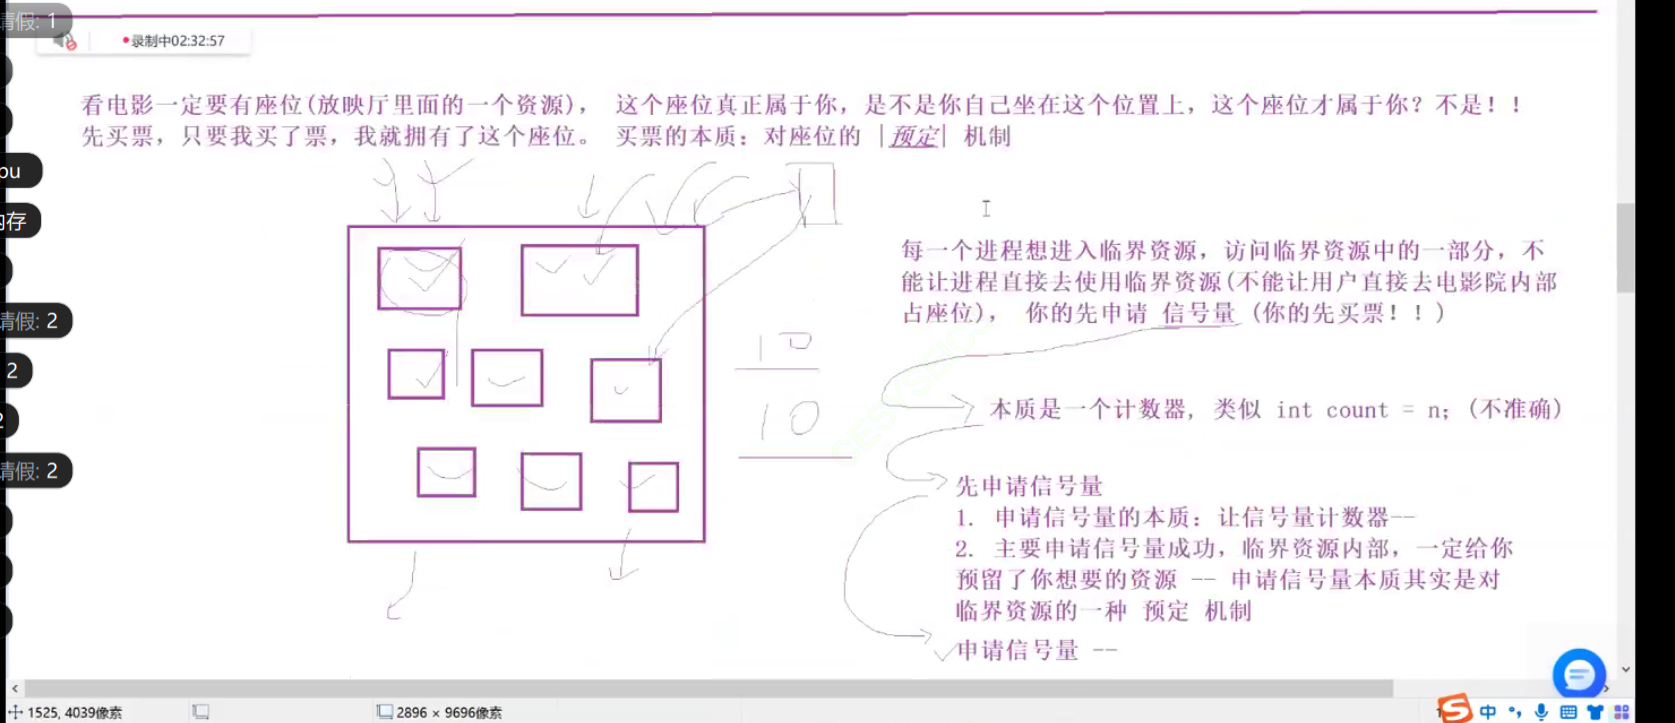 请假: 1
录制中02:32:57
看电影一定要有座位(放映厅里面的一个资源)， 这个座位真正属于你，是不是你自己坐在这个位置上，这个座位才属于你？不是！！
先买票，只要我买了票，我就拥有了这个座位。 买票的本质：对座位的 |预定| 机制
pu
内存
10
10
每一个进程想进入临界资源，访问临界资源中的一部分，不
能让进程直接去使用临界资源(不能让用户直接去电影院内部
占座位)， 你的先申请 信号量 (你的先买票！！)
请假: 2
2
2
请假: 2
本质是一个计数器, 类似 int count = n; (不准确)
先申请信号量
1. 申请信号量的本质：让信号量计数器--
2. 主要申请信号量成功，临界资源内部，一定给你
预留了你想要的资源 -- 申请信号量本质其实是对
临界资源的一种 预定 机制
申请信号量 --
1525, 4039像素
2896 × 9696像素
中